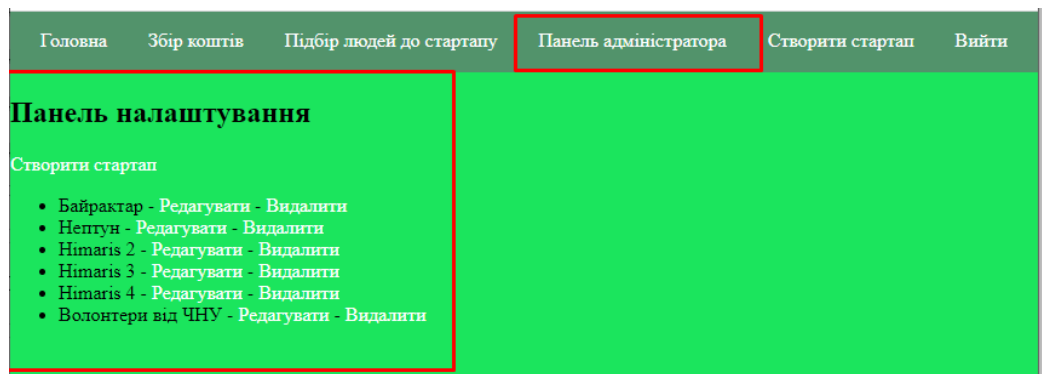 Головна Збір коштів Підбір людей до стартапу Панель адміністратора Створити стартап Вийти
Панель налаштування
Створити стартап
• Байрактар - Редагувати - Видалити
• Нептун - Редагувати - Видалити
• Himaris 2 - Редагувати - Видалити
• Himaris 3 - Редагувати - Видалити
• Himaris 4 - Редагувати - Видалити
• Волонтери від ЧНУ - Редагувати - Видалити